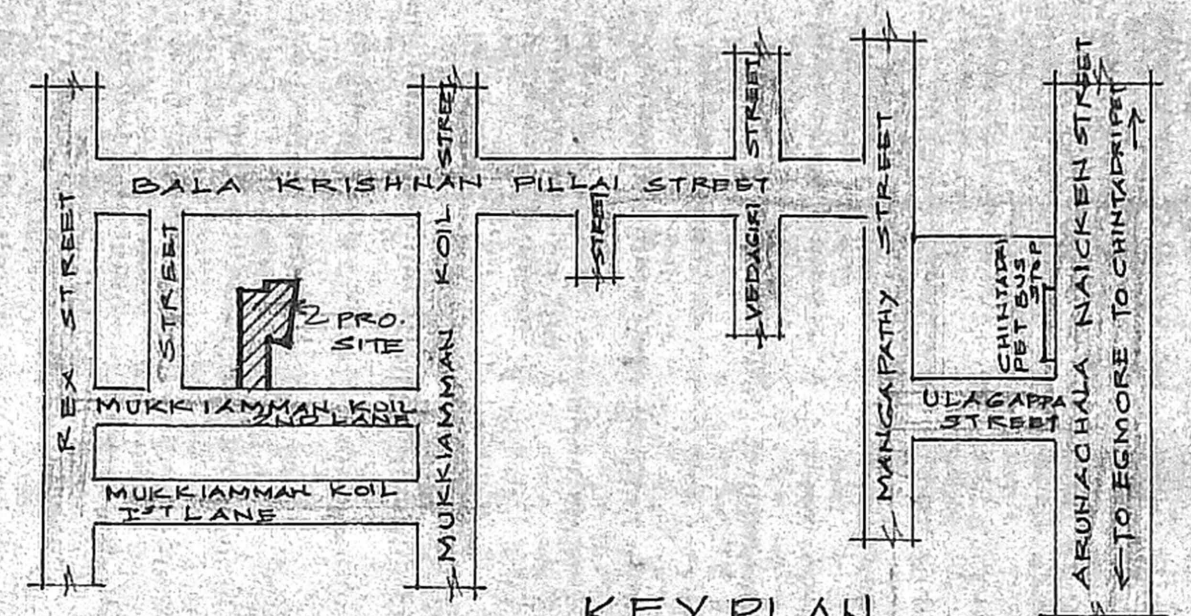 REX STREET
STREET
BALA KRISHNAN PILLAI STREET
MUKKIAMMAN KOIL STREET
STREET
VEDAGIRI STREET
MANGAPATHY STREET
CHINTADRI
PET BUS
STOP
ULAGAPPA
STREET
ARUNACHALA NAICKEN STREET
←TO EGMORE TO CHINTADRIPET→
PRO.
SITE
MUKKIAMMAN KOIL
2ND LANE
MUKKIAMMAN KOIL
IST LANE
KEY PLAN